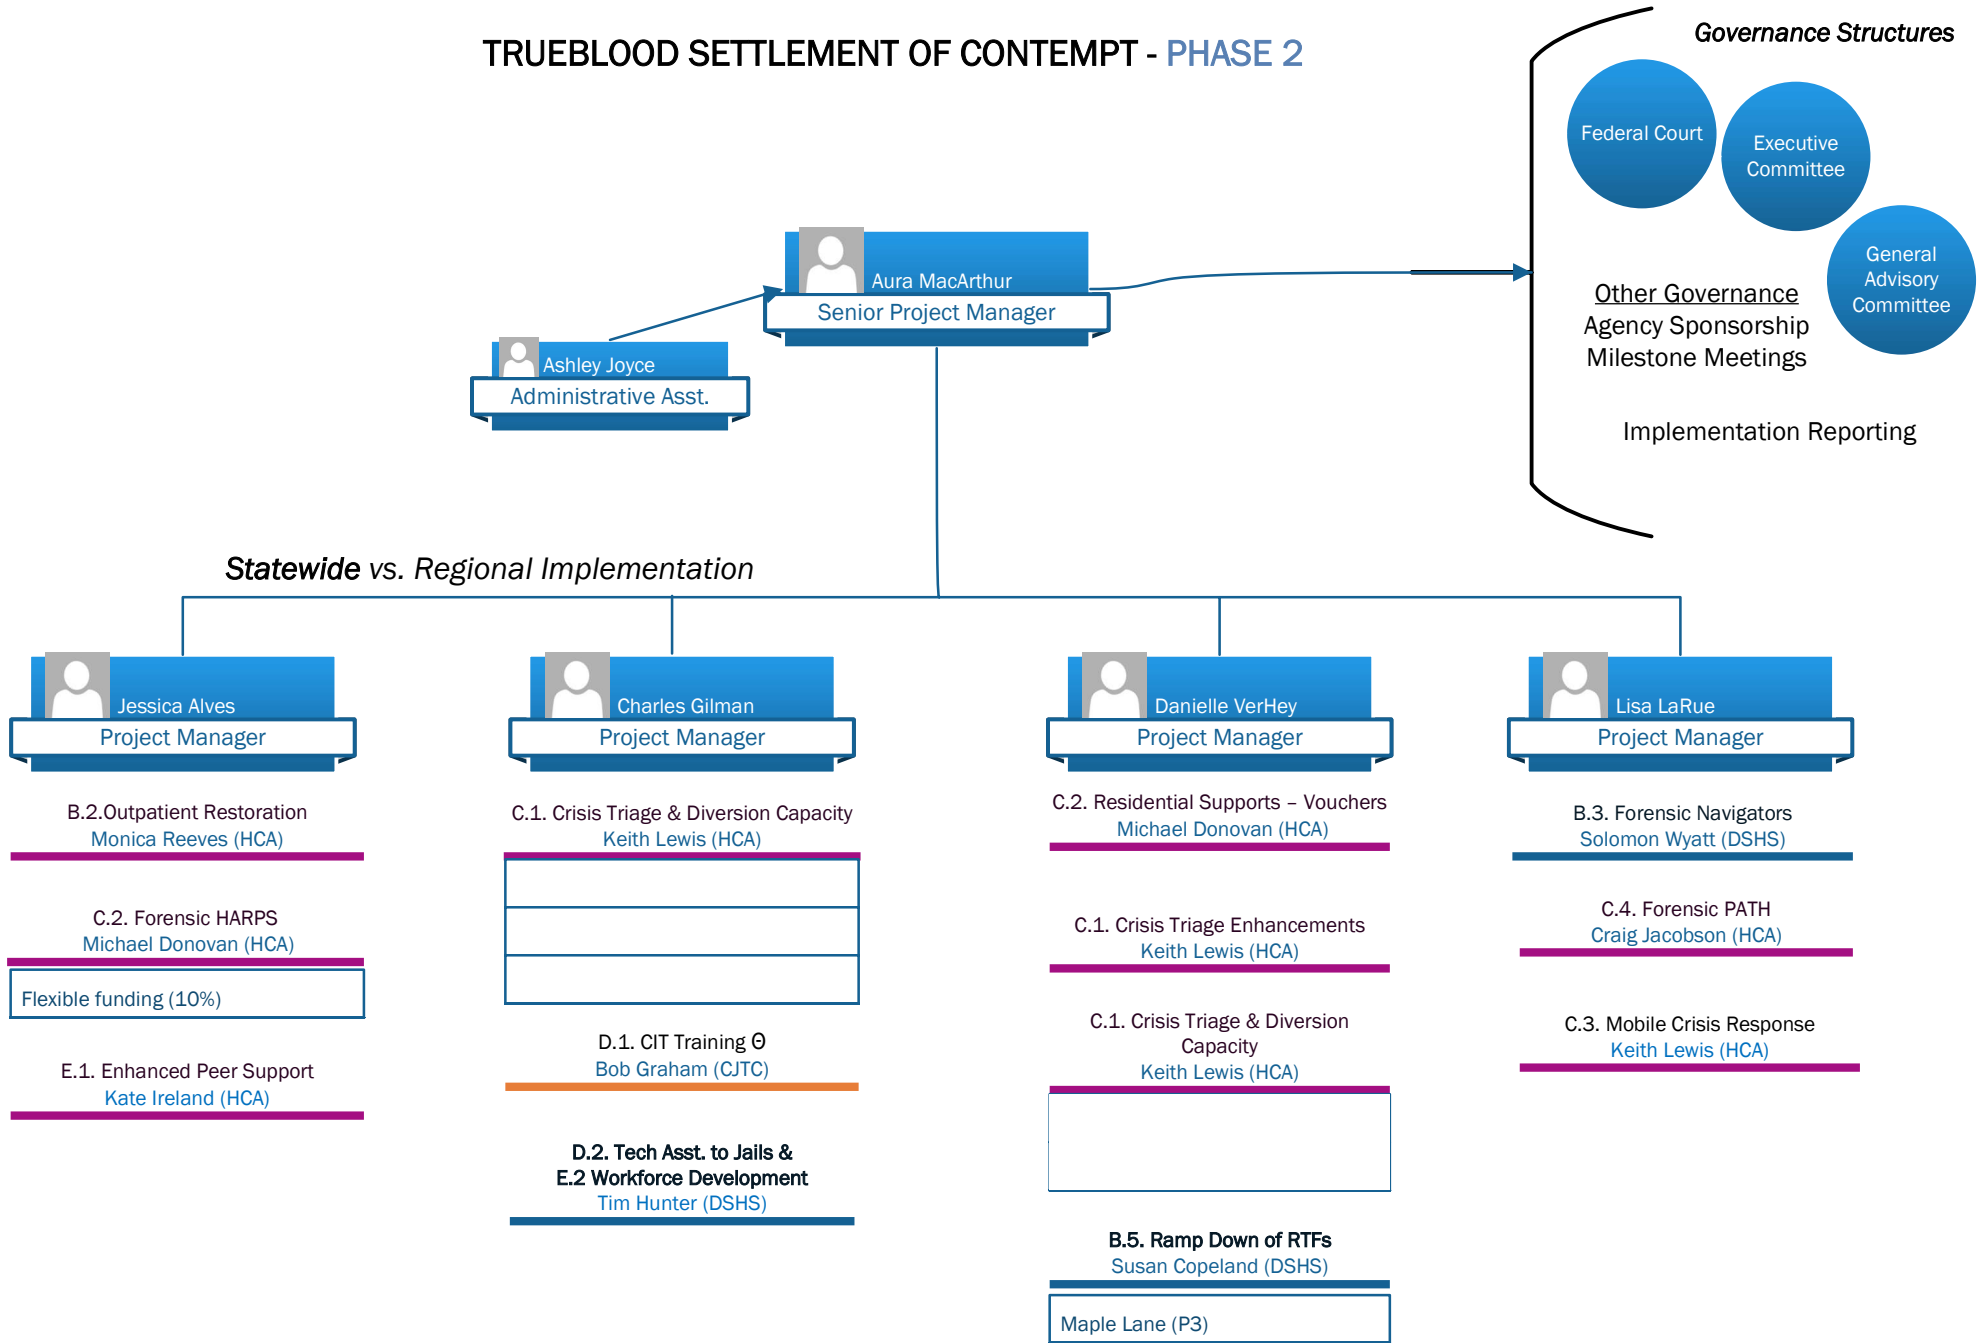 TRUEBLOOD SETTLEMENT OF CONTEMPT - PHASE 2
Governance Structures
Federal Court
Executive
Committee
General
Advisory
Committee
Other Governance
Agency Sponsorship
Milestone Meetings
Implementation Reporting
Aura MacArthur
Senior Project Manager
Ashley Joyce
Administrative Asst.
Statewide vs. Regional Implementation
Jessica Alves
Project Manager
B.2.Outpatient Restoration
Monica Reeves (HCA)
C.2. Forensic HARPS
Michael Donovan (HCA)
Flexible funding (10%)
E.1. Enhanced Peer Support
Kate Ireland (HCA)
Charles Gilman
Project Manager
C.1. Crisis Triage & Diversion Capacity
Keith Lewis (HCA)
D.1. CIT Training Θ
Bob Graham (CJTC)
D.2. Tech Asst. to Jails &
E.2 Workforce Development
Tim Hunter (DSHS)
Danielle VerHey
Project Manager
C.2. Residential Supports – Vouchers
Michael Donovan (HCA)
C.1. Crisis Triage Enhancements
Keith Lewis (HCA)
C.1. Crisis Triage & Diversion
Capacity
Keith Lewis (HCA)
B.5. Ramp Down of RTFs
Susan Copeland (DSHS)
Maple Lane (P3)
Lisa LaRue
Project Manager
B.3. Forensic Navigators
Solomon Wyatt (DSHS)
C.4. Forensic PATH
Craig Jacobson (HCA)
C.3. Mobile Crisis Response
Keith Lewis (HCA)